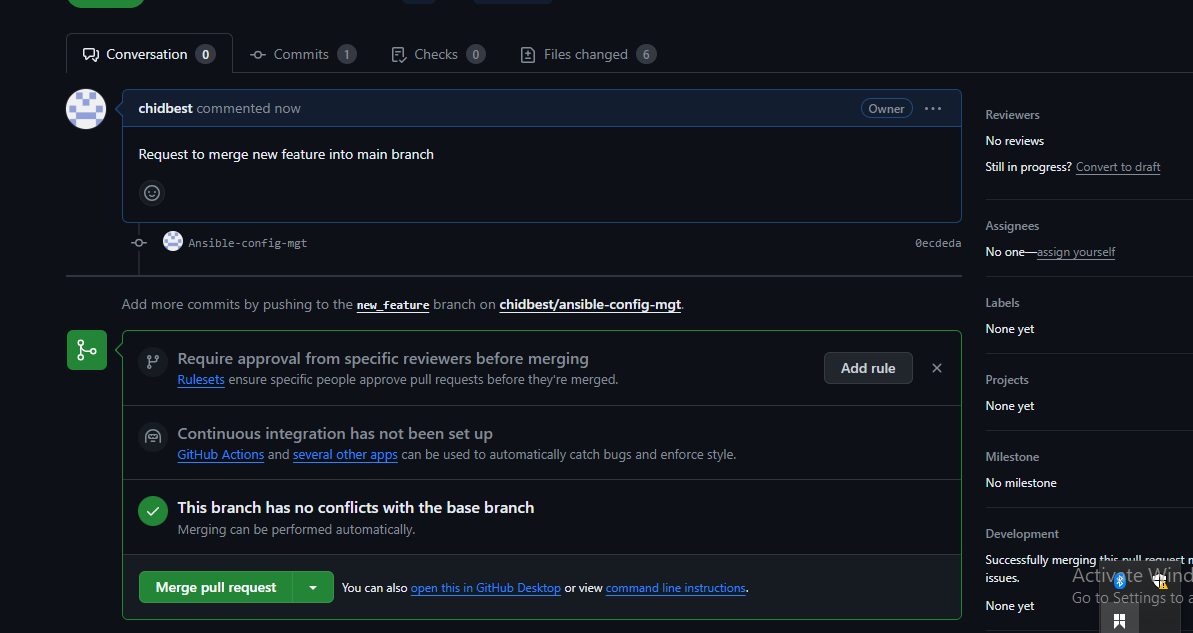 Conversation 0 Commits 1 Checks 0 Files changed 6
chidbest commented now Owner
Request to merge new feature into main branch
Ansible-config-mgt 0ecdeda
Add more commits by pushing to the new_feature branch on chidbest/ansible-config-mgt.
Require approval from specific reviewers before merging
Rulesets ensure specific people approve pull requests before they're merged.
Add rule
Continuous integration has not been set up
GitHub Actions and several other apps can be used to automatically catch bugs and enforce style.
This branch has no conflicts with the base branch
Merging can be performed automatically.
Merge pull request You can also open this in GitHub Desktop or view command line instructions.
Reviewers
No reviews
Still in progress? Convert to draft
Assignees
No one—assign yourself
Labels
None yet
Projects
None yet
Milestone
No milestone
Development
Successfully merging this pull request
issues.
None yet
Activate Wind
Go to Settings to a